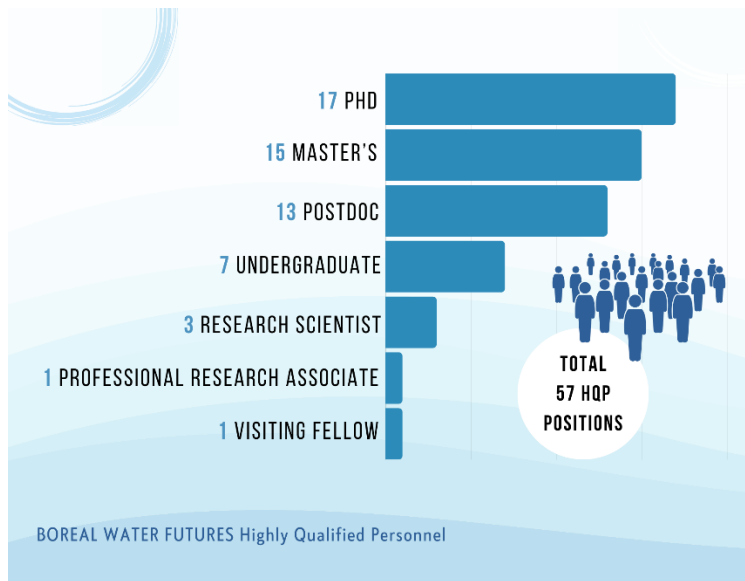 17 PHD
15 MASTER'S
13 POSTDOC
7 UNDERGRADUATE
3 RESEARCH SCIENTIST
1 PROFESSIONAL RESEARCH ASSOCIATE
1 VISITING FELLOW
TOTAL
57 HQP
POSITIONS
BOREAL WATER FUTURES Highly Qualified Personnel